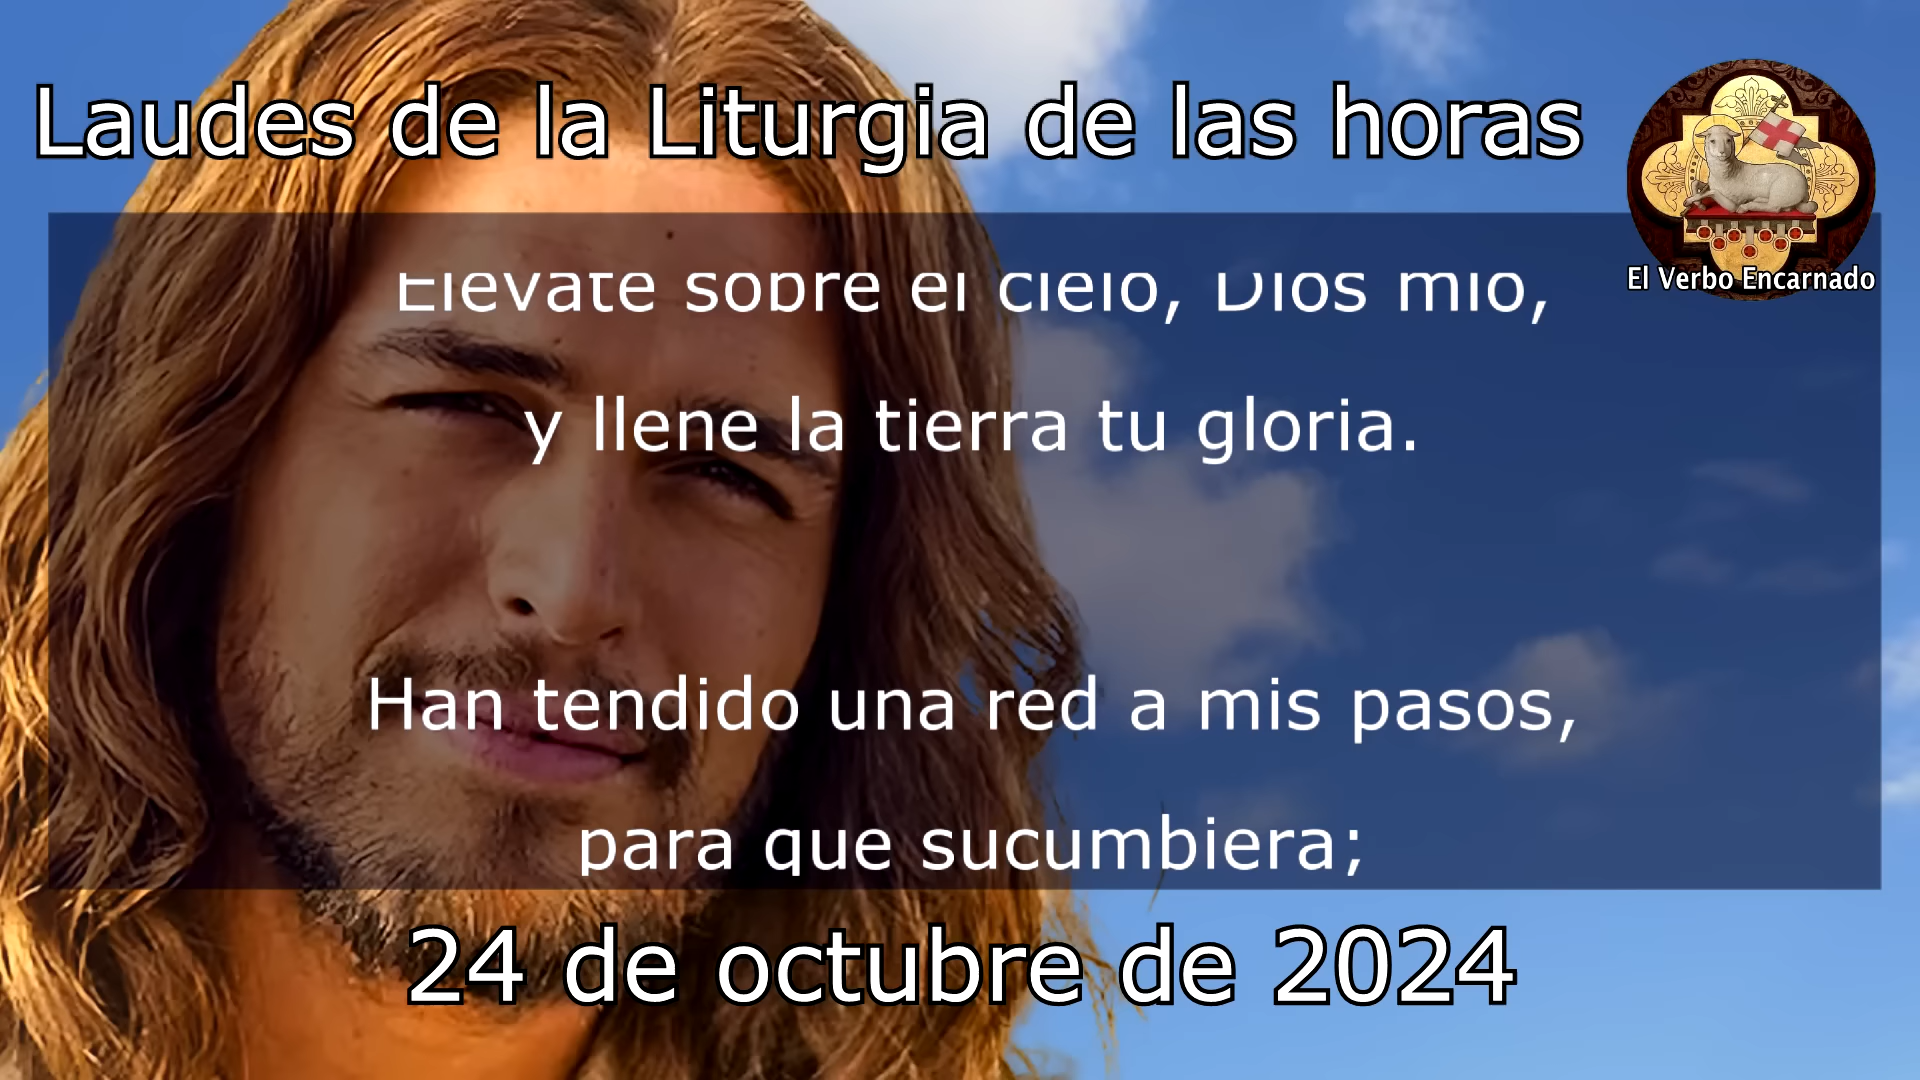 Laudes de la Liturgia de las horas
El Verbo Encarnado
Elévate sobre el cielo, Dios mío,
y llene la tierra tu gloria.
Han tendido una red a mis pasos,
para que sucumbiera;
24 de octubre de 2024